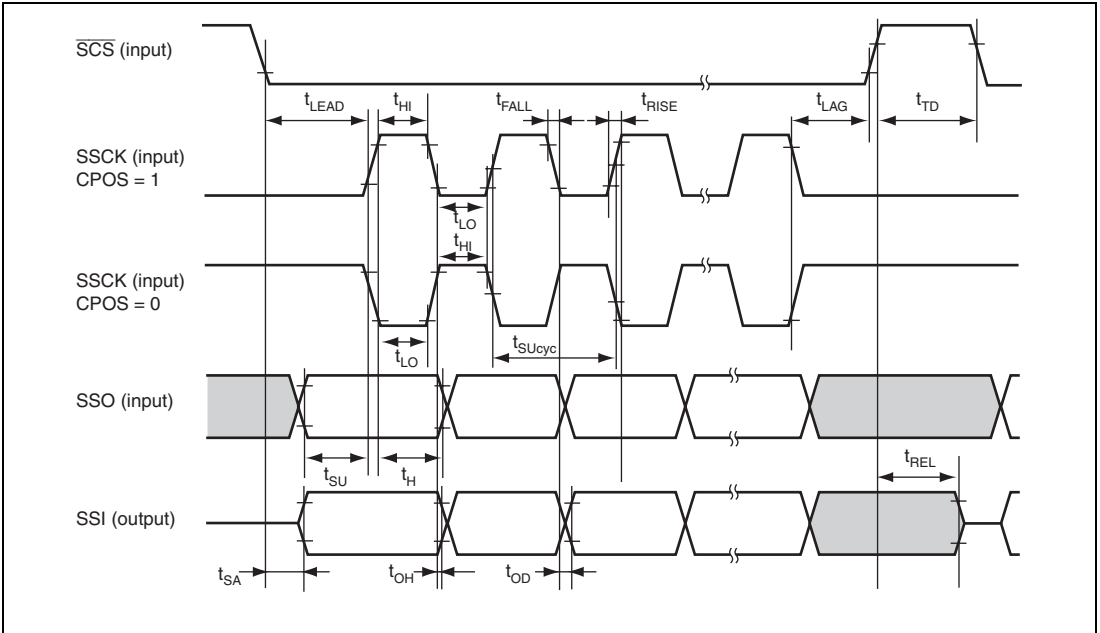 SCS (input)
tLEAD
tHI
tFALL
tRISE
tLAG
tTD
SSCK (input)
CPOS = 1
tLO
tHI
SSCK (input)
CPOS = 0
tLO
tSUcyc
SSO (input)
tSU
tH
tREL
SSI (output)
tSA
tOH
tOD